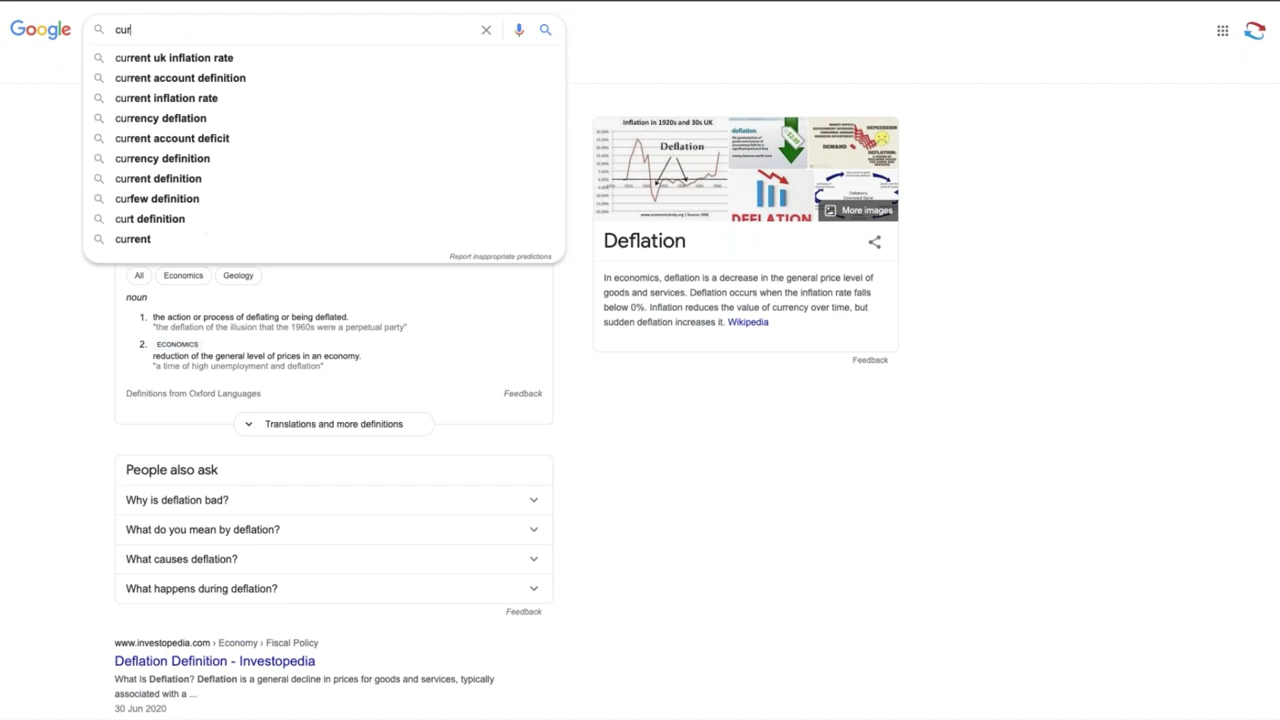 Google
cur
current uk inflation rate
current account definition
current inflation rate
currency deflation
current account deficit
currency definition
current definition
curfew definition
curt definition
current
Report inappropriate predictions
All
Economics
Geology
noun
1. the action or process of deflating or being deflated.
"the deflation of the illusion that the 1960s were a perpetual party"
2. ECONOMICS
reduction of the general level of prices in an economy.
"a time of high unemployment and deflation"
Definitions from Oxford Languages
Feedback
Translations and more definitions
People also ask
Why is deflation bad?
What do you mean by deflation?
What causes deflation?
What happens during deflation?
Feedback
www.investopedia.com › Economy › Fiscal Policy
Deflation Definition - Investopedia
What Is Deflation? Deflation is a general decline in prices for goods and services, typically
associated with a ...
30 Jun 2020
Inflation in 1920s and 30s UK
Deflation
deflation
DEPRESSION
DEMAND
DEFLATION
More images
Deflation
In economics, deflation is a decrease in the general price level of
goods and services. Deflation occurs when the inflation rate falls
below 0%. Inflation reduces the value of currency over time, but
sudden deflation increases it. Wikipedia
Feedback